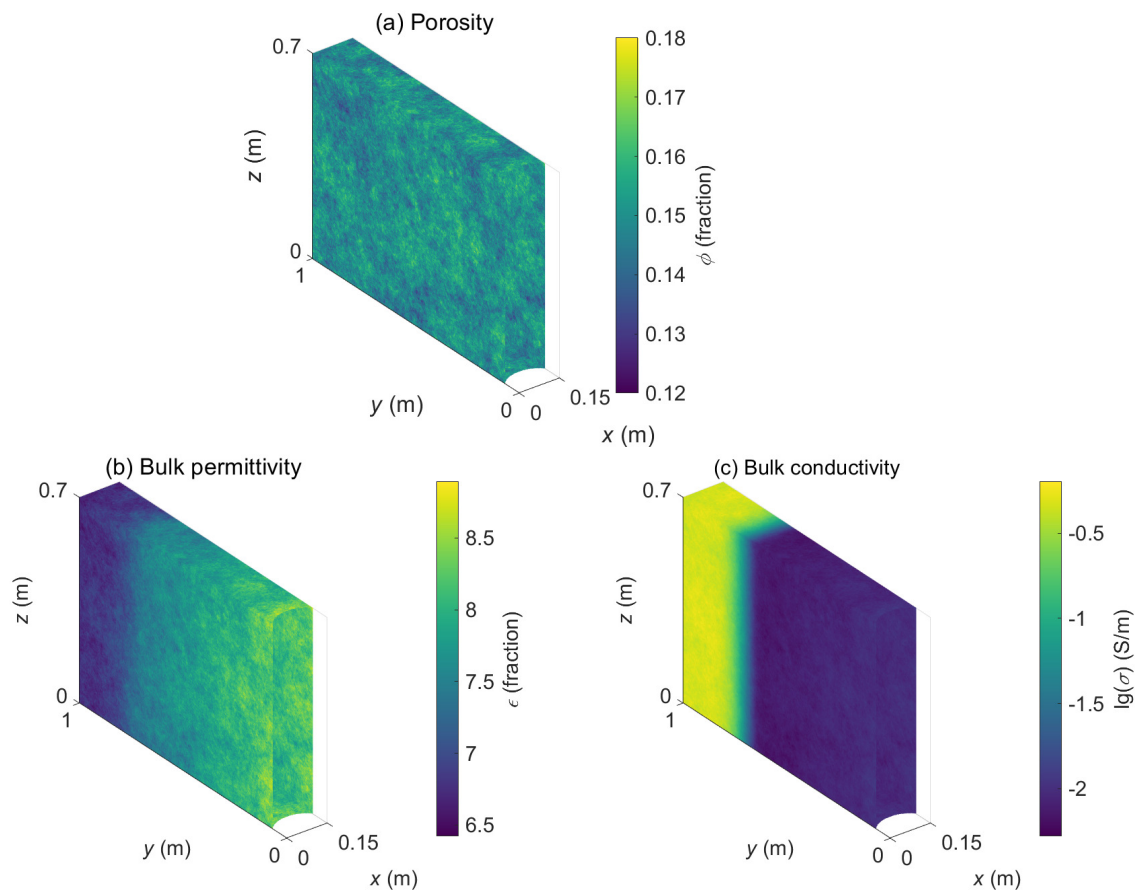 (a) Porosity
0.7
z (m)
0
1
y (m)
0
0
0.15
x (m)
0.18
0.17
0.16
0.15
0.14
0.13
0.12
ϕ (fraction)
(b) Bulk permittivity
0.7
z (m)
0
1
y (m)
0
0
0.15
x (m)
8.5
8
7.5
7
6.5
ϵ (fraction)
(c) Bulk conductivity
0.7
z (m)
0
1
y (m)
0
0
0.15
x (m)
-0.5
-1
-1.5
-2
lg(σ) (S/m)